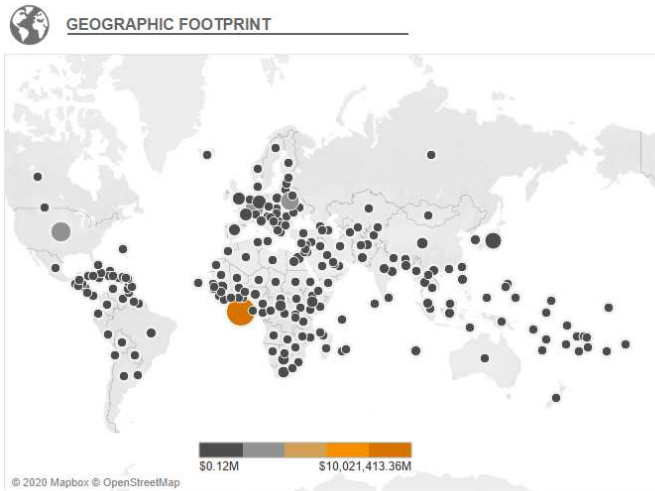 GEOGRAPHIC FOOTPRINT
$0.12M
$10,021,413.36M
© 2020 Mapbox © OpenStreetMap